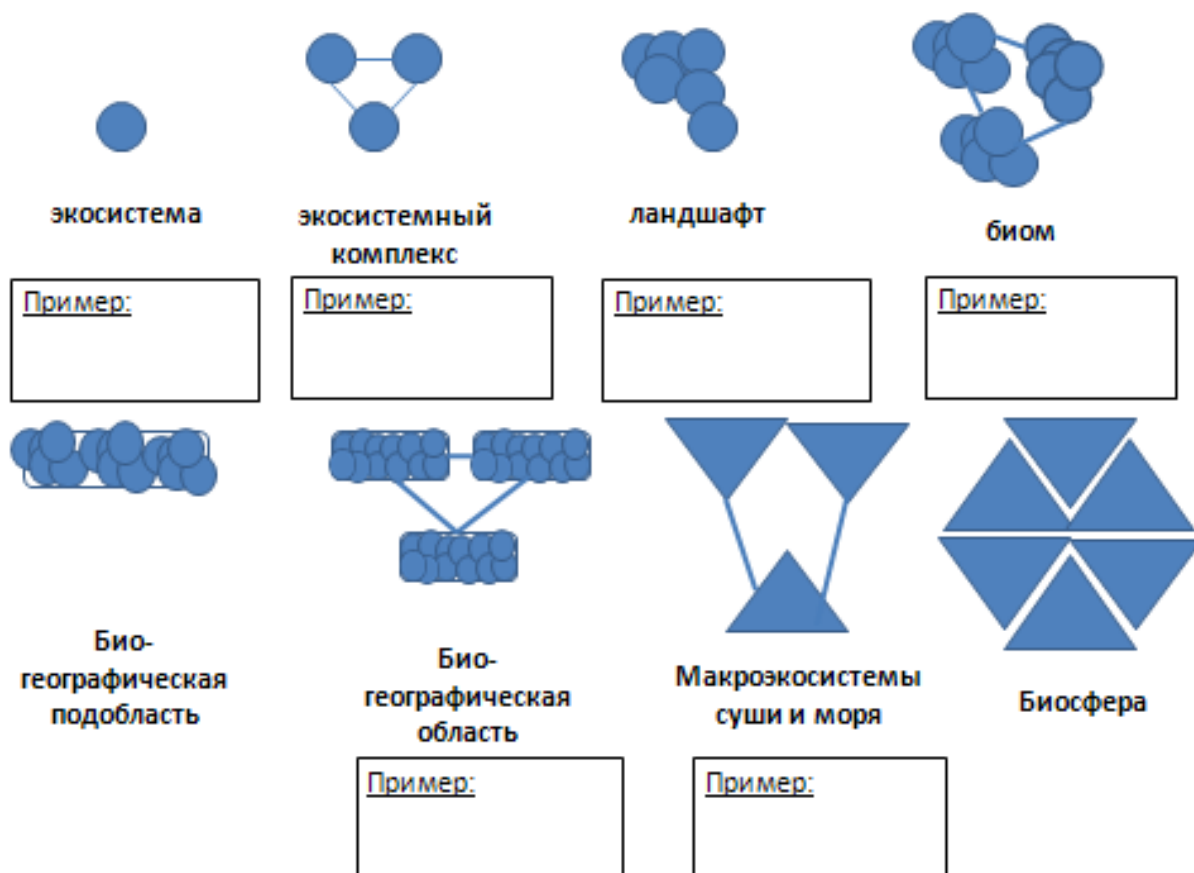 экосистема
экосистемный
комплекс
ландшафт
биом
Пример:
Пример:
Пример:
Пример:
Био-
географическая
подобласть
Био-
географическая
область
Макроэкосистемы
суши и моря
Биосфера
Пример:
Пример: